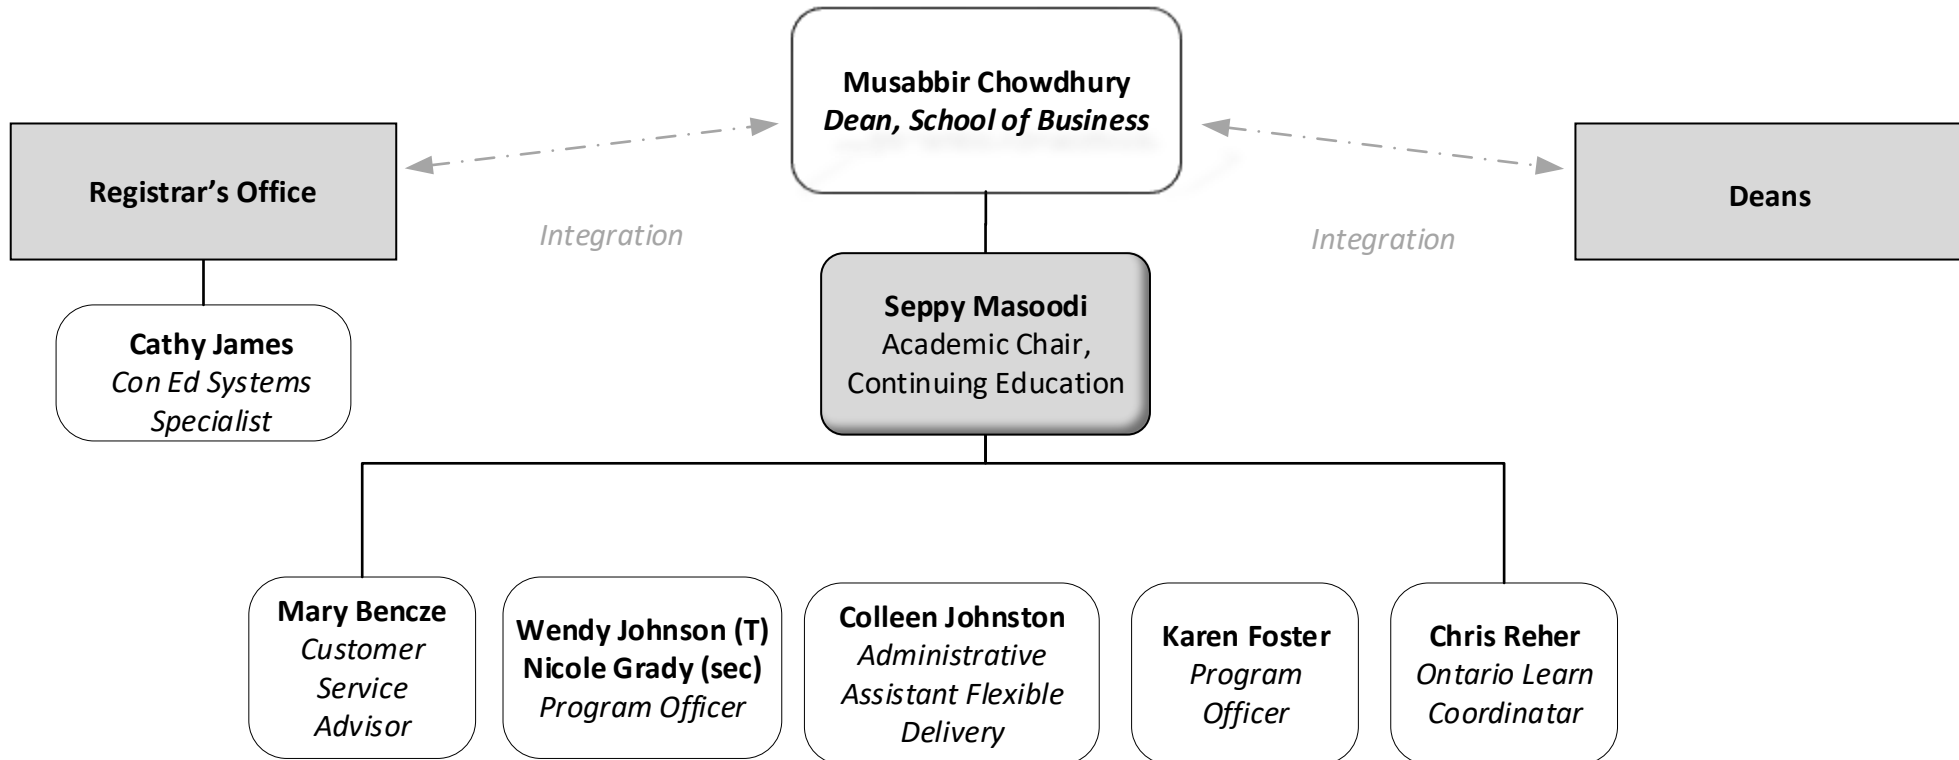 Musabbir Chowdhury
Dean, School of Business
Registrar's Office
Deans
Integration
Integration
Seppy Masoodi
Academic Chair,
Continuing Education
Cathy James
Con Ed Systems
Specialist
Mary Bencze
Customer
Service
Advisor
Wendy Johnson (T)
Nicole Grady (sec)
Program Officer
Colleen Johnston
Administrative
Assistant Flexible
Delivery
Karen Foster
Program
Officer
Chris Reher
Ontario Learn
Coordinatar